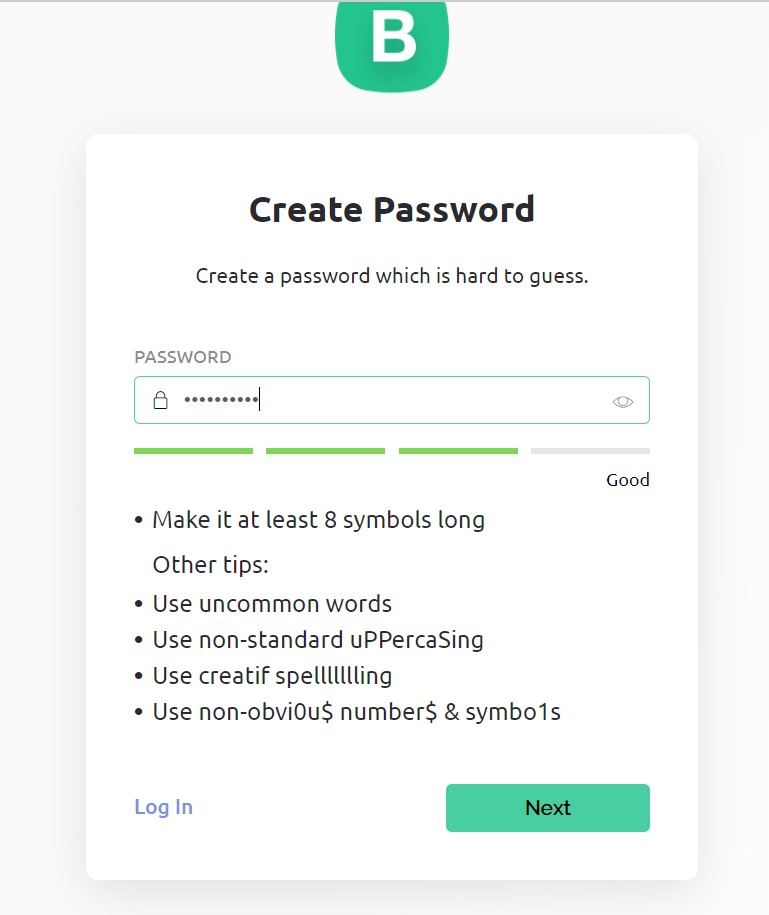 B
Create Password
Create a password which is hard to guess.
PASSWORD
••••••••••
Good
• Make it at least 8 symbols long
Other tips:
• Use uncommon words
• Use non-standard uPPercaSing
• Use creatif spellllllling
• Use non-obvi0u$ number$ & symbo1s
Log In
Next